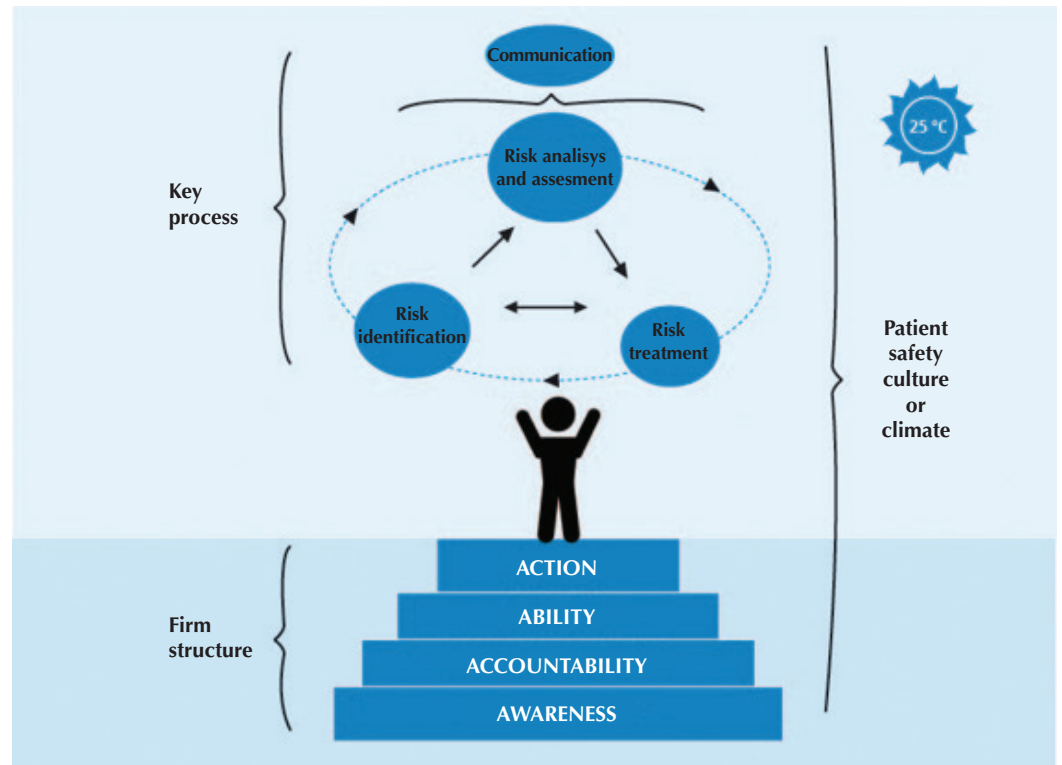 Communication
25 °C
Risk analisys
and assesment
Key
process
Risk
identification
Risk
treatment
Patient
safety
culture
or
climate
ACTION
ABILITY
Firm
structure
ACCOUNTABILITY
AWARENESS